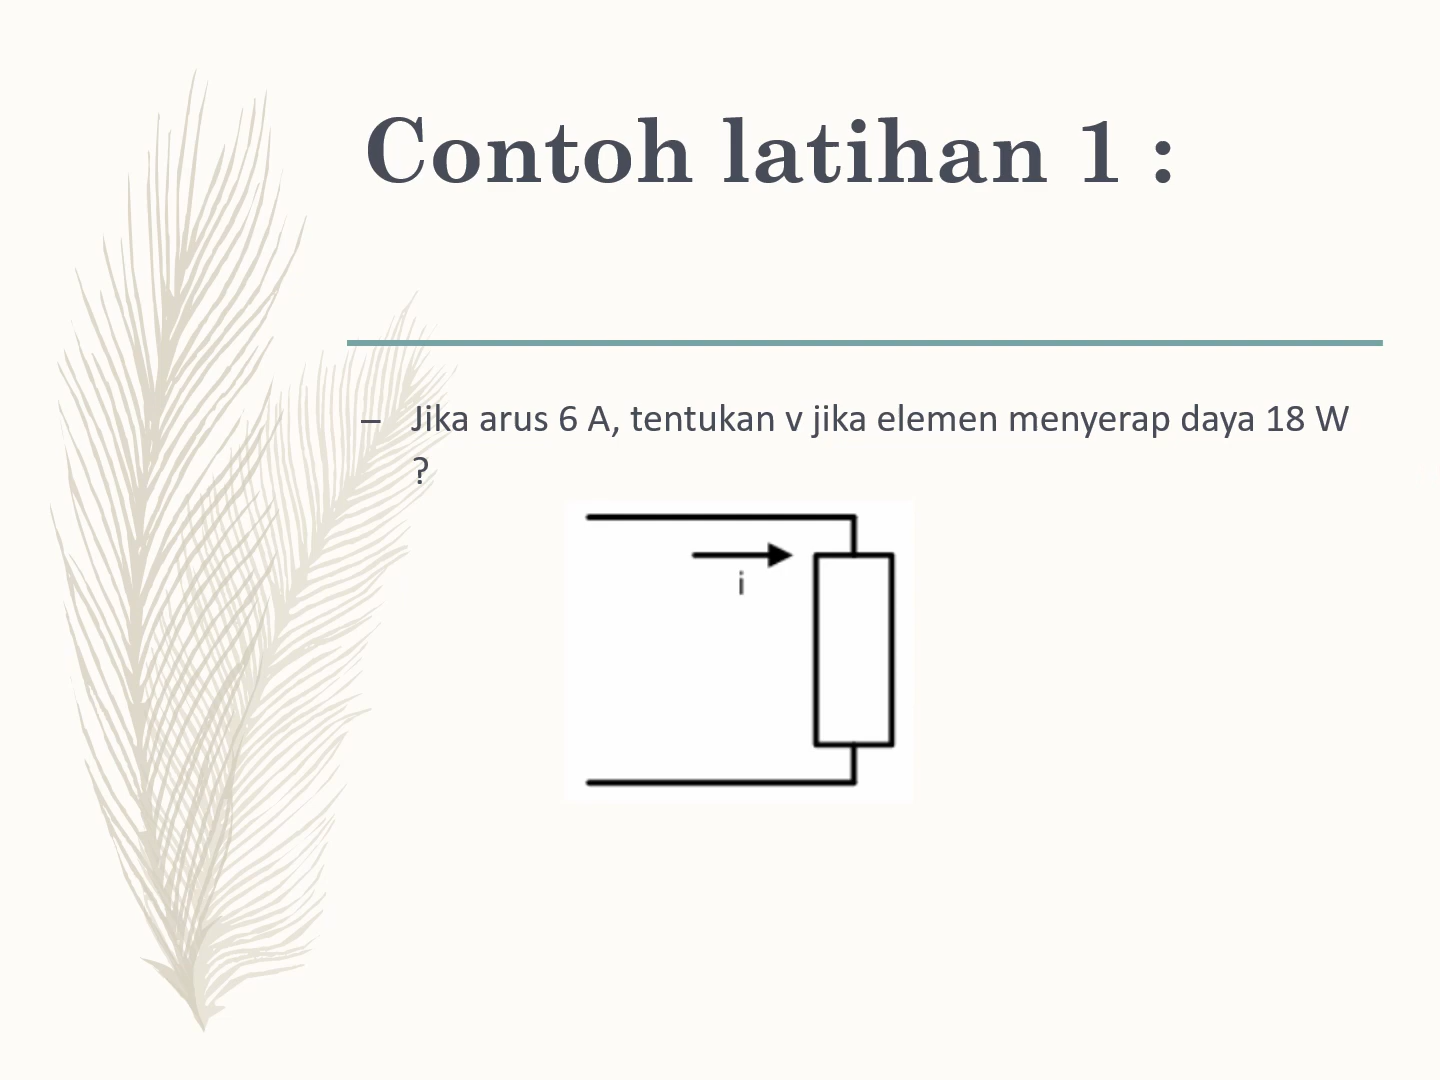 Contoh latihan 1 :
– Jika arus 6 A, tentukan v jika elemen menyerap daya 18 W
?
i